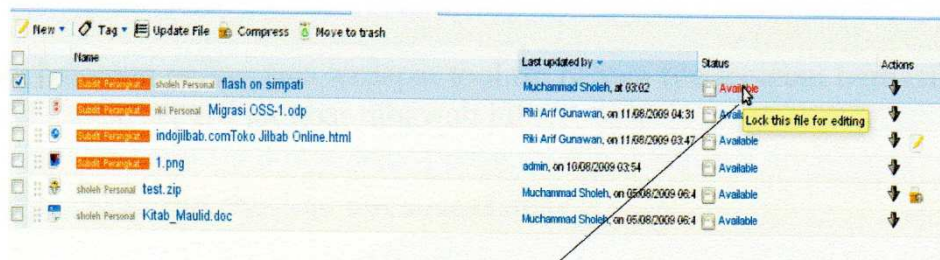 New Tag Update File Compress Move to trash
Name Last updated by Status Actions
Subdit Perangkat... sholeh Personal flash on simpati Muchammad Sholeh, at 03:02 Available
Lock this file for editing
Subdit Perangkat... riki Personal Migrasi OSS-1.odp Riki Arif Gunawan, on 11/08/2009 04:31 Available
Subdit Perangkat... indojilbab.comToko Jilbab Online.html Riki Arif Gunawan, on 11/08/2009 03:47 Available
Subdit Perangkat... 1.png admin, on 10/08/2009 03:54 Available
sholeh Personal test.zip Muchammad Sholeh, on 05/08/2009 06:4 Available
sholeh Personal Kitab_Maulid.doc Muchammad Sholeh, on 05/08/2009 06:4 Available